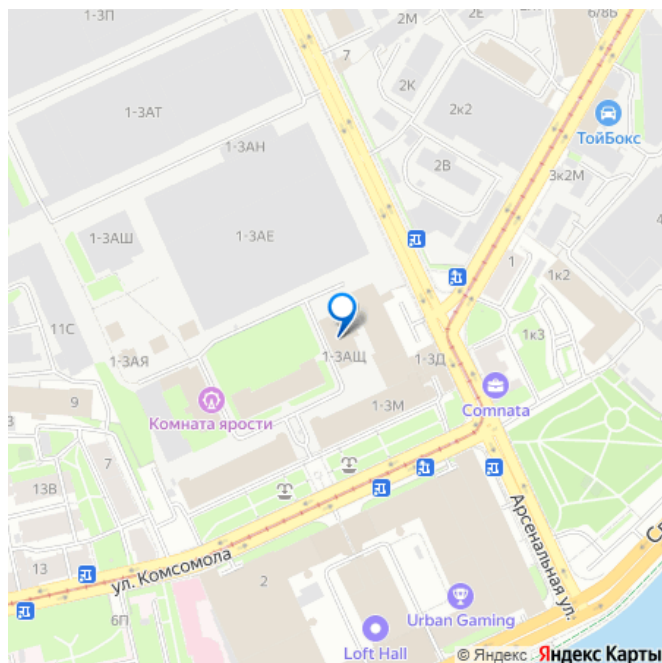 1-3П
2М
2Е
6/8Б
7
2К
1-3АТ
2к2
ТойБокс
1-3АН
2В
3к2М
1-3АШ
1-3АЕ
4
1
1к2
11С
1-3АЯ
1-3АЩ
1-3Д
1к3
9
3
Комната ярости
1-3М
Comnata
7
13В
13
ул. Комсомола
2
6П
Арсенальная ул.
Urban Gaming
Loft Hall
© Яндекс Яндекс Карты